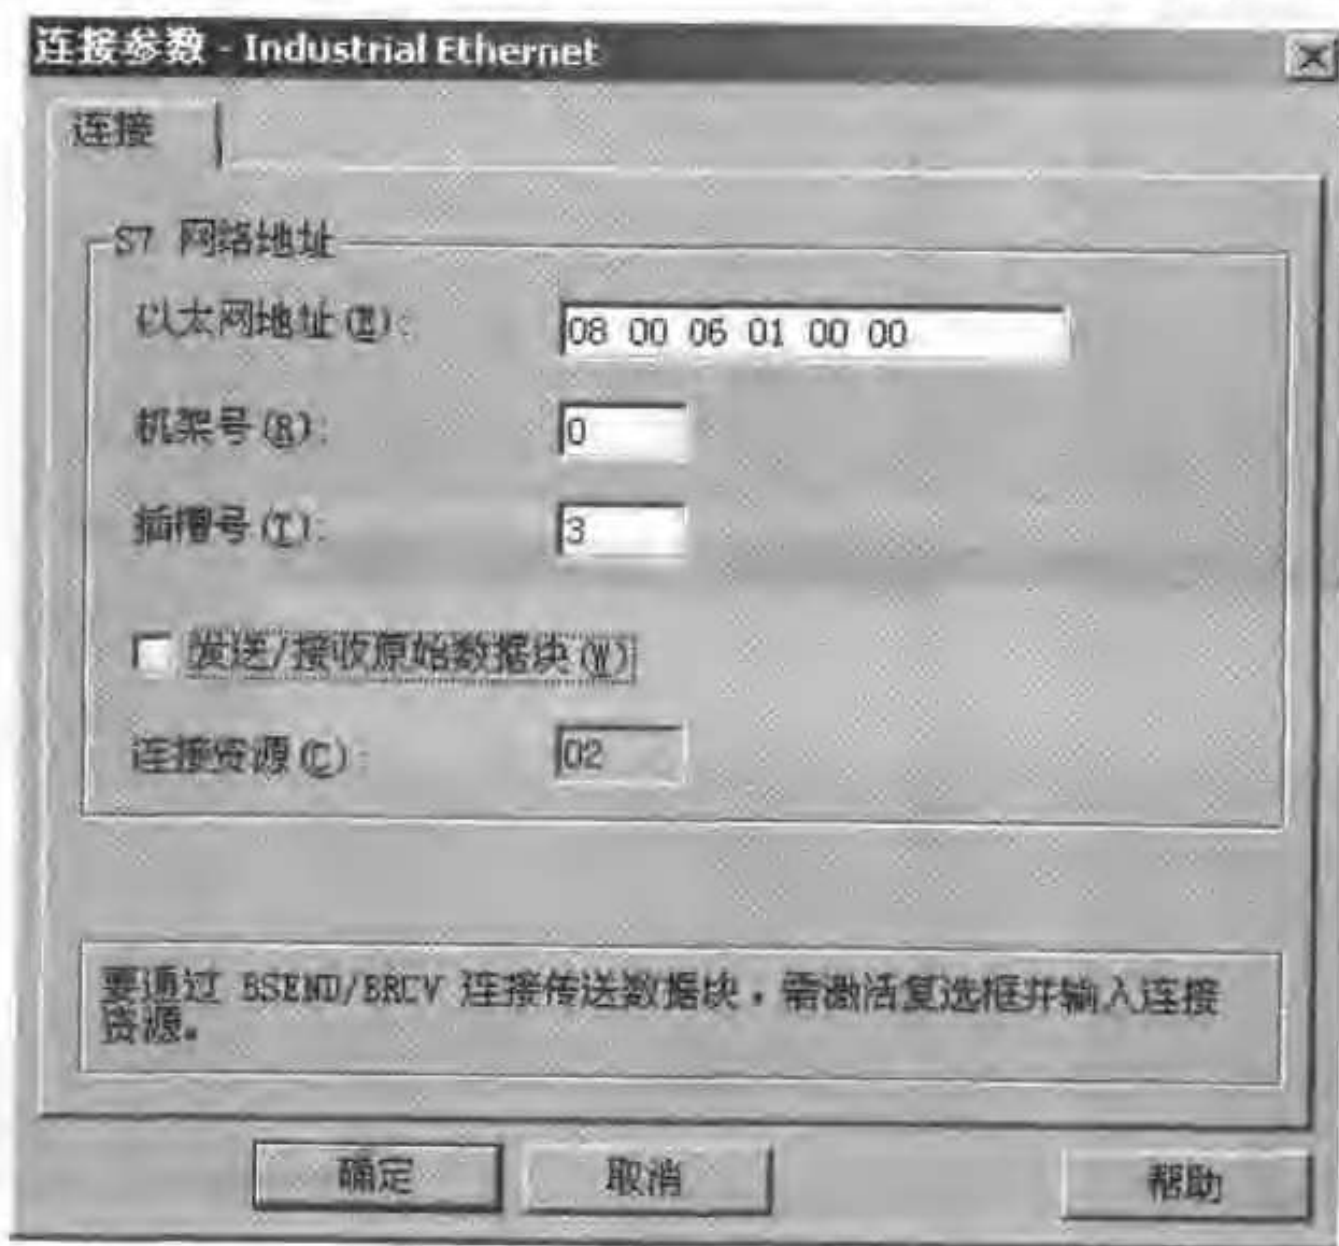 连接参数 - Industrial Ethernet
连接
S7 网络地址
以太网地址(E):
08 00 06 01 00 00
机架号(R):
0
插槽号(T):
3
发送/接收原始数据块(W)
连接资源(C):
02
要通过 BSEND/BRCV 连接传送数据块，需激活复选框并输入连接
资源。
确定
取消
帮助